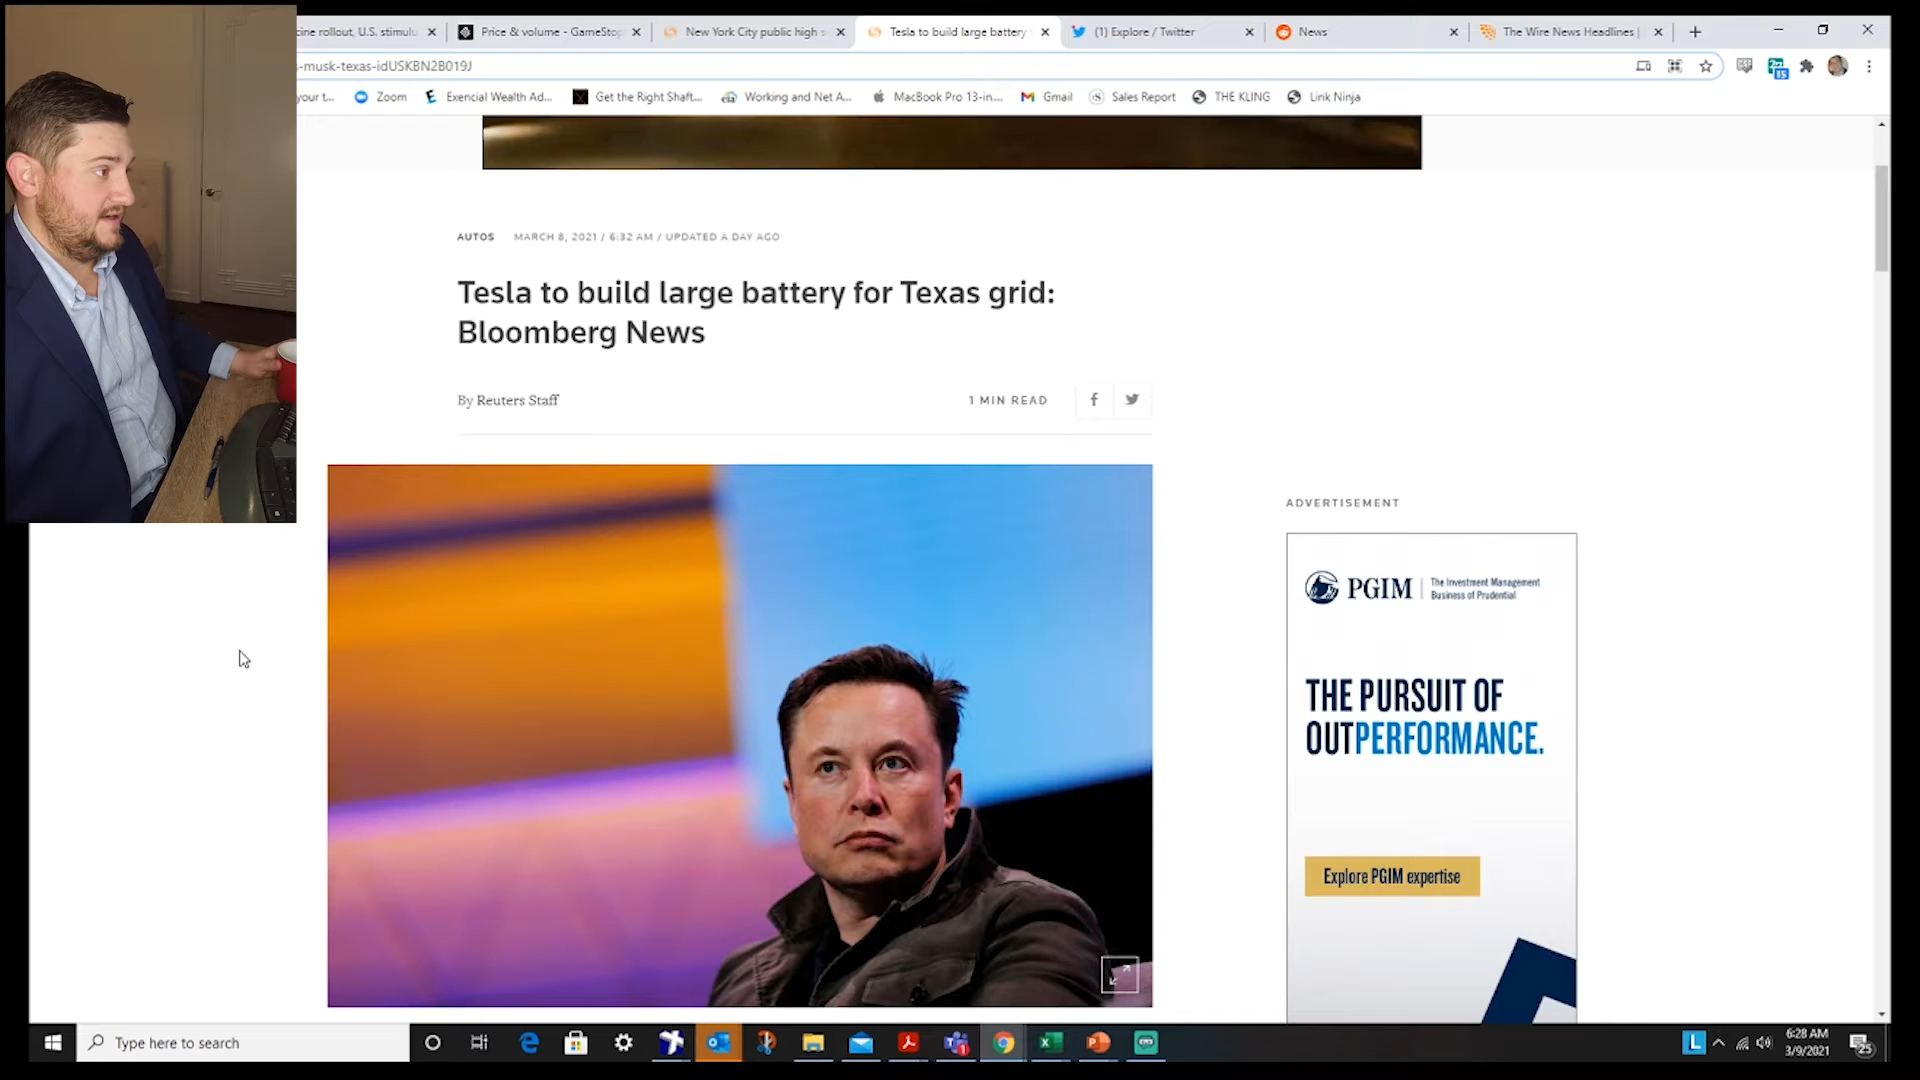 cine rollout, U.S. stimulu
Price & volume - GameStop
New York City public high s
Tesla to build large battery
(1) Explore / Twitter
News
The Wire News Headlines |
s-musk-texas-idUSKBN2B019J
your t...
Zoom
Exencial Wealth Ad...
Get the Right Shaft...
Working and Net A...
MacBook Pro 13-in....
Gmail
Sales Report
THE KLING
Link Ninja
AUTOS MARCH 8, 2021 / 6:32 AM / UPDATED A DAY AGO
Tesla to build large battery for Texas grid:
Bloomberg News
By Reuters Staff
1 MIN READ
ADVERTISEMENT
PGIM
The Investment Management
Business of Prudential
THE PURSUIT OF
OUTPERFORMANCE.
Explore PGIM expertise
Type here to search
6:28 AM
3/9/2021
25